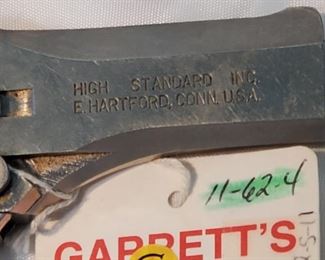 HIGH STANDARD INC.
E. HARTFORD, CONN. U.S.A.
11-62-4
GARRETT'S